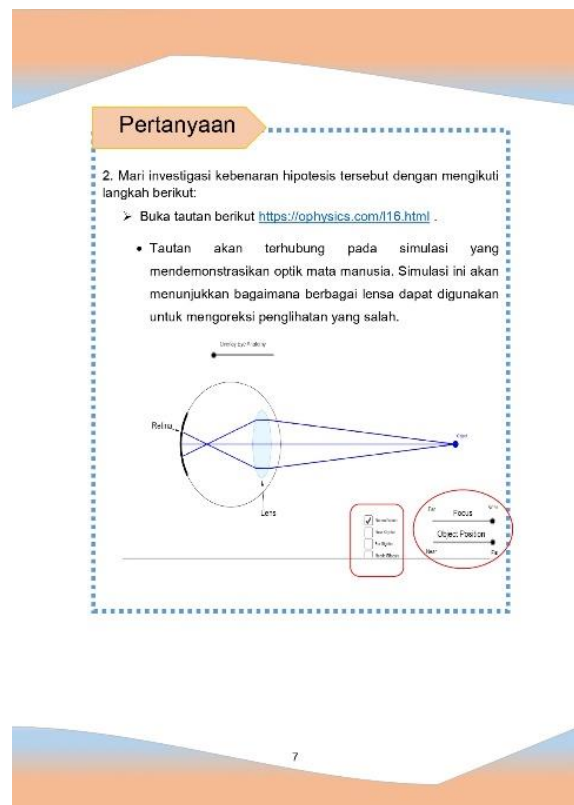 Pertanyaan
2. Mari investigasi kebenaran hipotesis tersebut dengan mengikuti
langkah berikut:
➢ Buka tautan berikut https://ophysics.com/l16.html .
• Tautan akan terhubung pada simulasi yang
mendemonstrasikan optik mata manusia. Simulasi ini akan
menunjukkan bagaimana berbagai lensa dapat digunakan
untuk mengoreksi penglihatan yang salah.
Retina
Lens
Far
Focus
Object Position
Near
Far
7